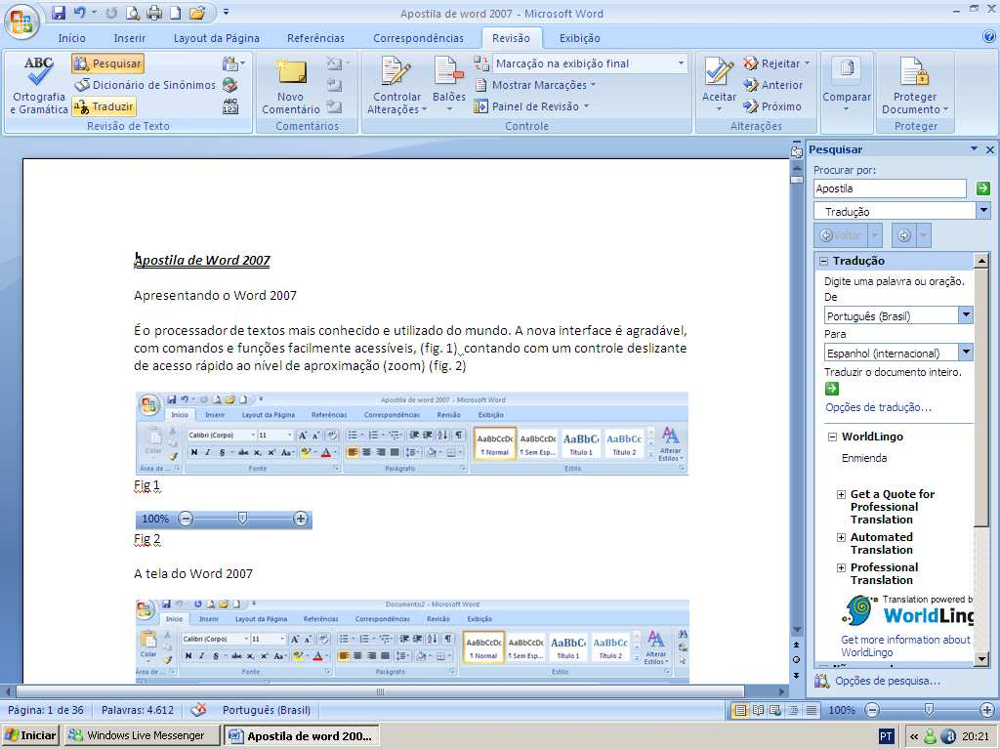 Apostila de word 2007 - Microsoft Word
Início Inserir Layout da Página Referências Correspondências Revisão Exibição
ABC Ortografia e Gramática
Pesquisar
Dicionário de Sinônimos
Traduzir
ABC 123
Revisão de Texto
Novo Comentário
Comentários
Controlar Alterações
Balões
Marcação na exibição final
Mostrar Marcações
Painel de Revisão
Controle
Aceitar
Rejeitar
Anterior
Próximo
Alterações
Comparar
Proteger Documento
Proteger
Apostila de Word 2007
Apresentando o Word 2007
É o processador de textos mais conhecido e utilizado do mundo. A nova interface é agradável,
com comandos e funções facilmente acessíveis, (fig. 1) contando com um controle deslizante
de acesso rápido ao nível de aproximação (zoom) (fig. 2)
Apostila de word 2007 - Microsoft Word
Início Inserir Layout da Página Referências Correspondências Revisão Exibição
Colar
Calibri (Corpo) 11
N I S abc x₂ x² Aa
AaBbCcDc AaBbCcDc AaBbC AaBbCc
¶ Normal ¶ Sem Esp... Título 1 Título 2
Alterar Estilos
Área de ... Fonte Parágrafo Estilo
Fig 1
100%
Fig 2
A tela do Word 2007
Documento2 - Microsoft Word
Início Inserir Layout da Página Referências Correspondências Revisão Exibição
Colar
Calibri (Corpo) 11
N I S abc x₂ x² Aa
AaBbCcDc AaBbCcDc AaBbC AaBbCc
¶ Normal ¶ Sem Esp... Título 1 Título 2
Alterar Estilos
Área de ... Fonte Parágrafo Estilo
Pesquisar
Procurar por:
Apostila
Tradução
Voltar
Tradução
Digite uma palavra ou oração.
De
Português (Brasil)
Para
Espanhol (internacional)
Traduzir o documento inteiro.
Opções de tradução...
WorldLingo
Enmienda
Get a Quote for
Professional
Translation
Automated
Translation
Professional
Translation
Translation powered by
WorldLing
Get more information about
WorldLingo
Opções de pesquisa...
Página: 1 de 36 Palavras: 4.612 Português (Brasil) 100%
Iniciar Windows Live Messenger Apostila de word 200... PT « 20:21